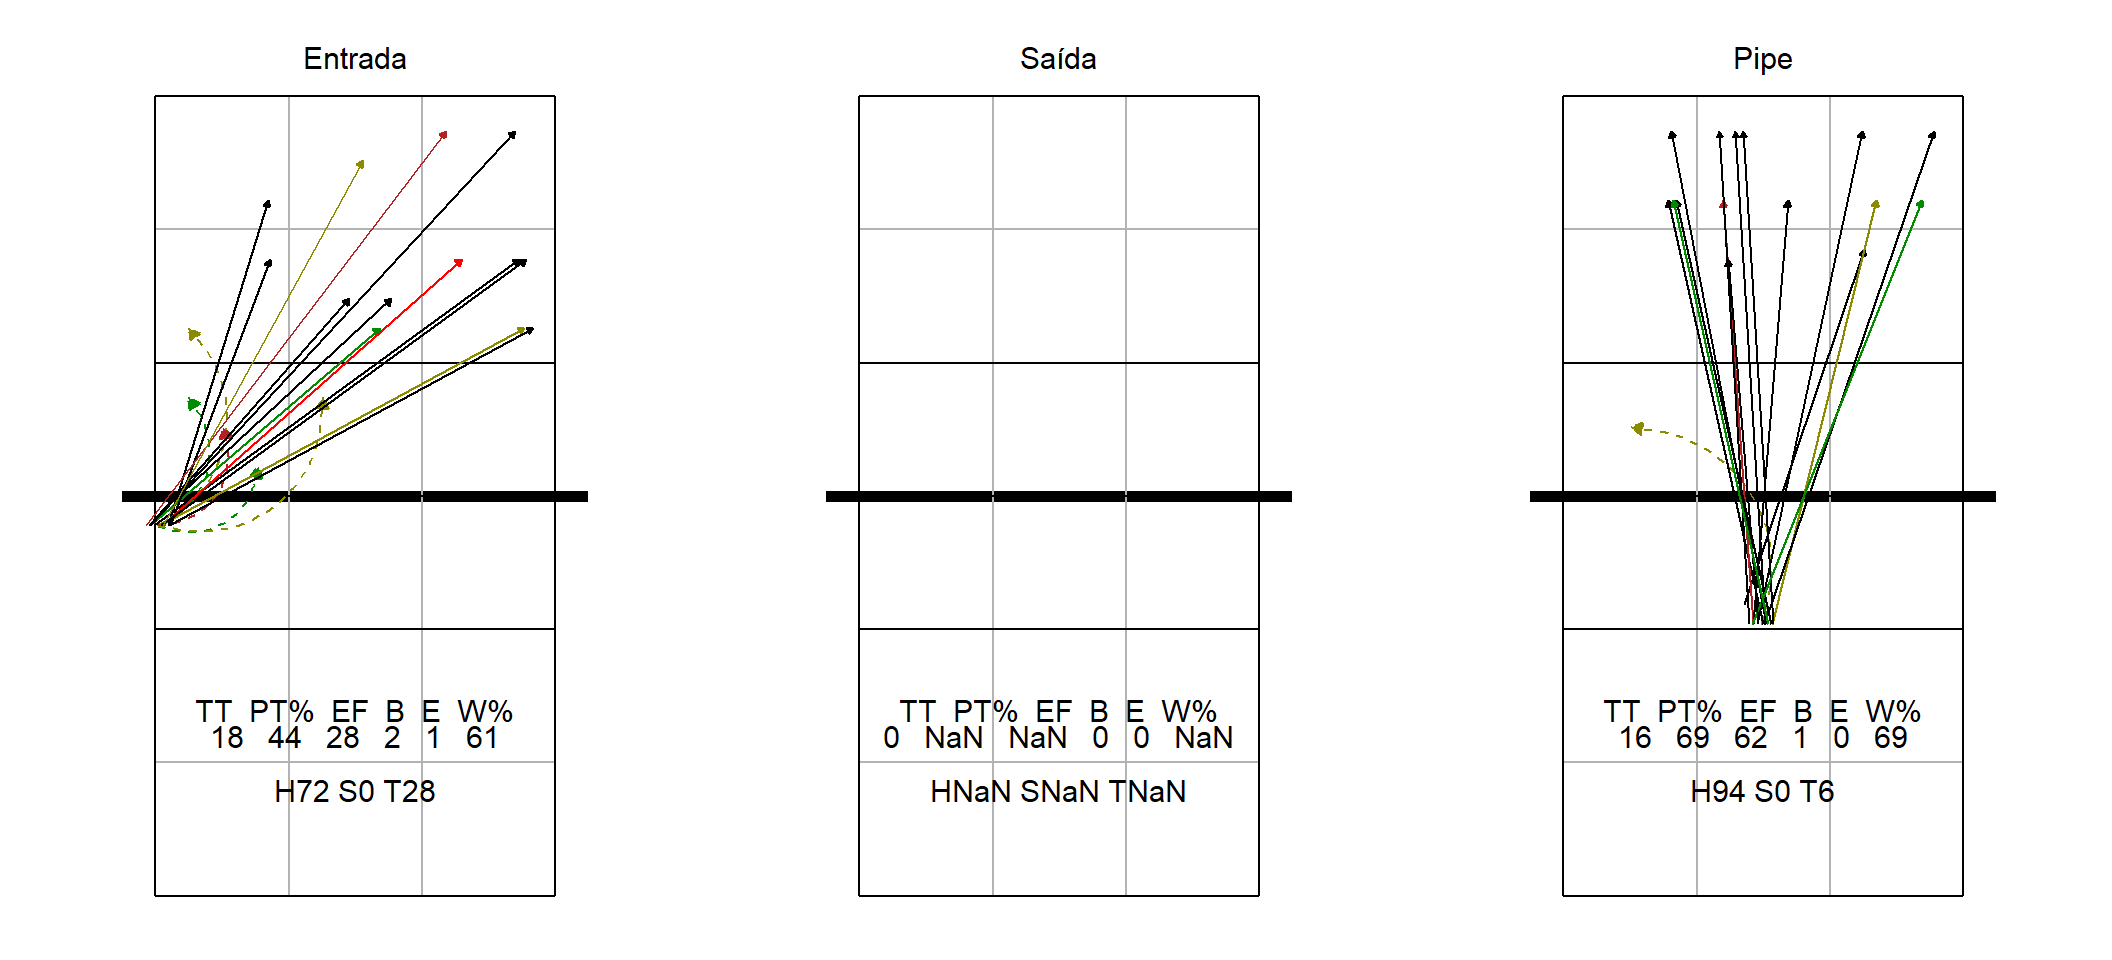 Entrada
TT PT% EF B E W%
18 44 28 2 1 61
H72 S0 T28
Saída
TT PT% EF B E W%
0 NaN NaN 0 0 NaN
HNaN SNaN TNaN
Pipe
TT PT% EF B E W%
16 69 62 1 0 69
H94 S0 T6